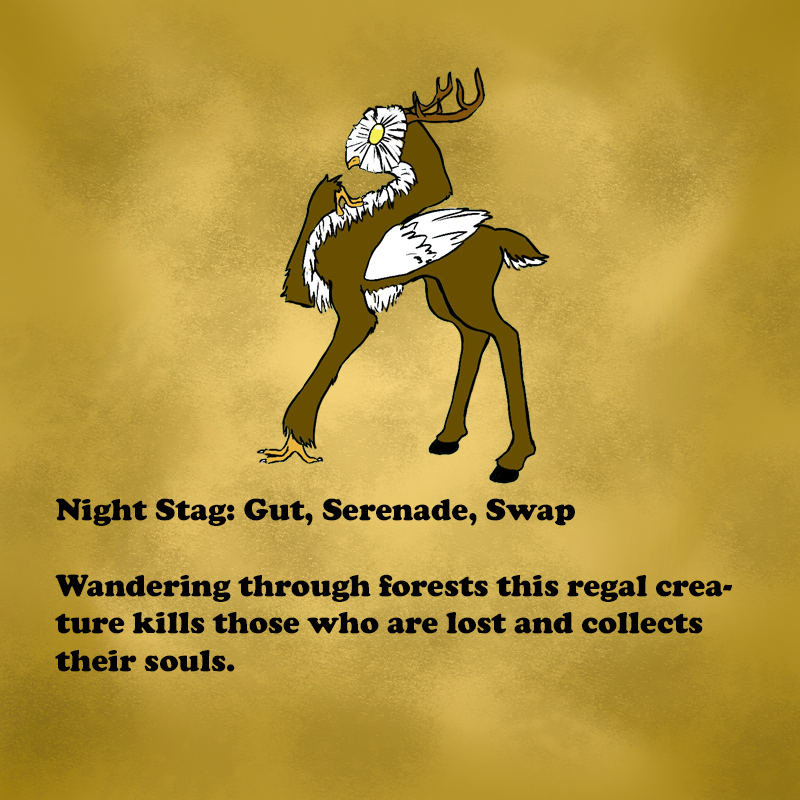 Night Stag: Gut, Serenade, Swap
Wandering through forests this regal crea-
ture kills those who are lost and collects
their souls.